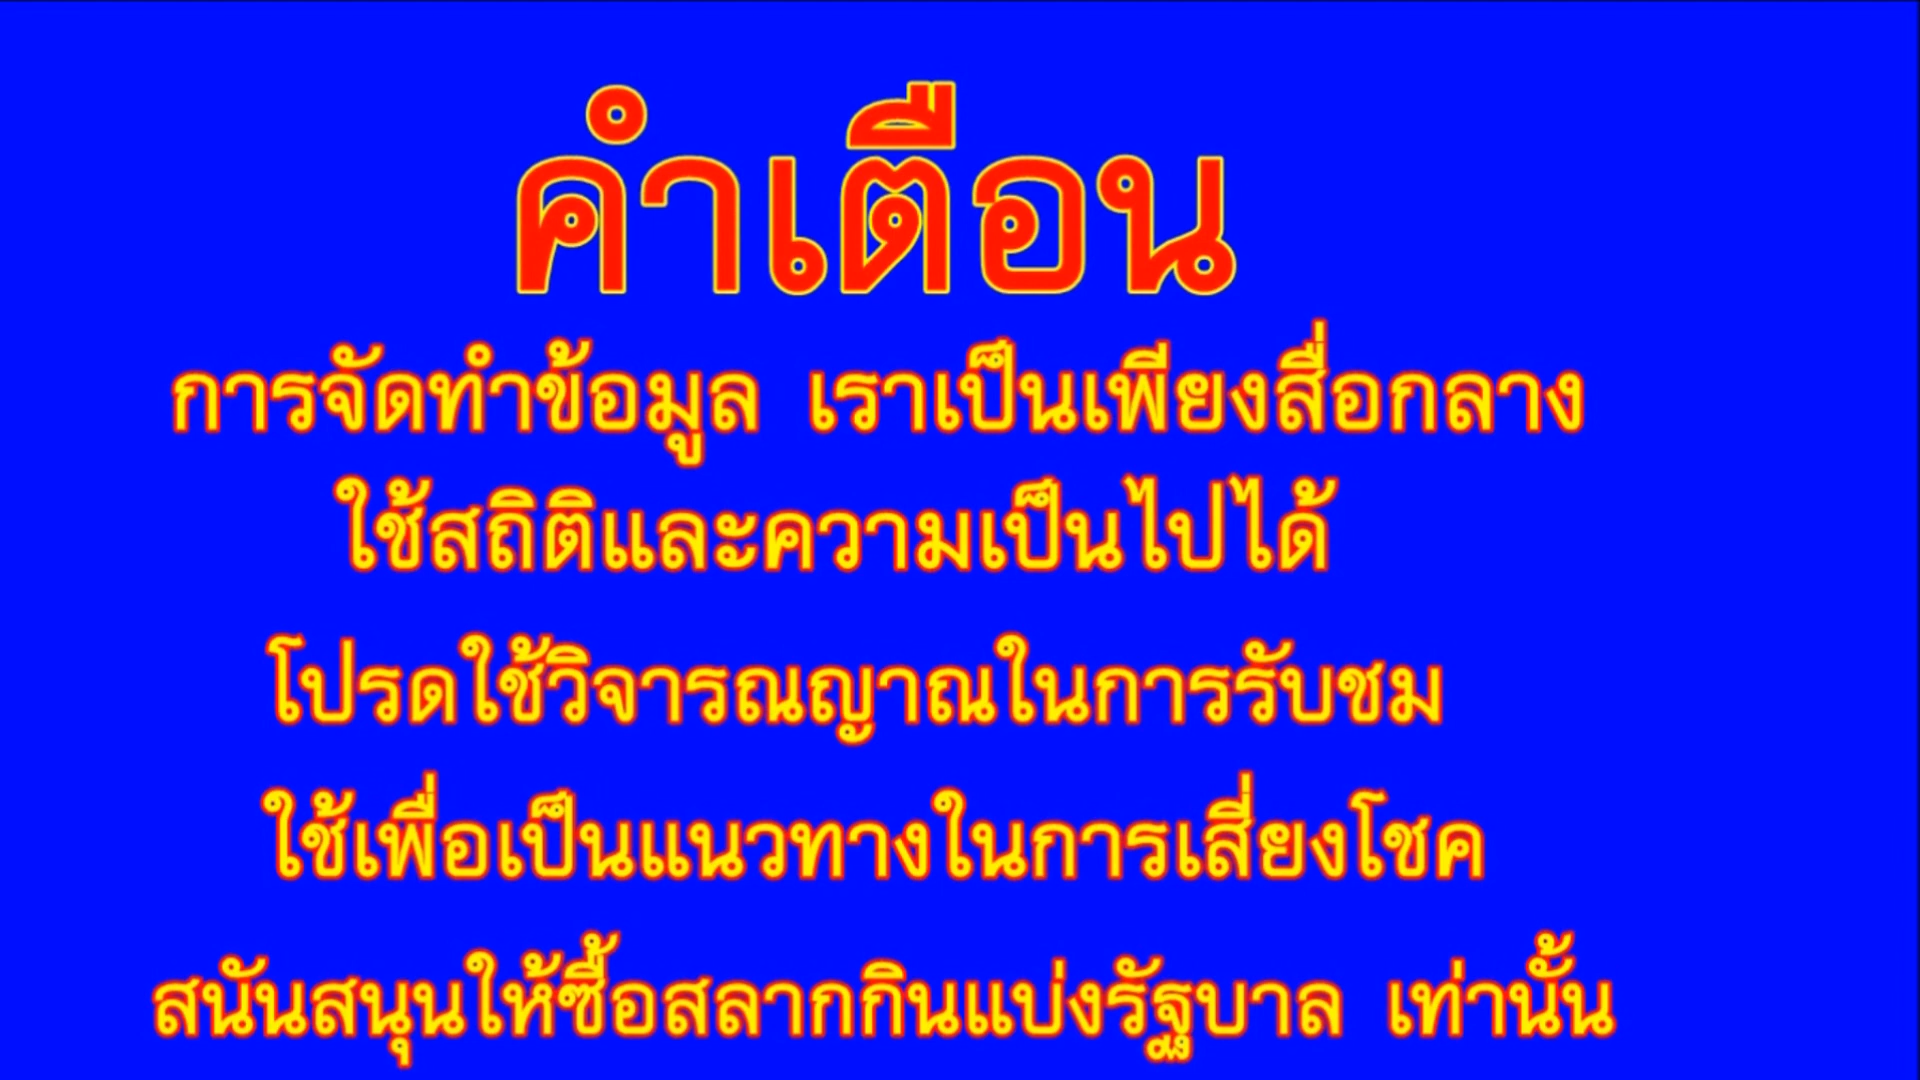 คำเตือน
การจัดทำข้อมูล เราเป็นเพียงสื่อกลาง
ใช้สถิติและความเป็นไปได้
โปรดใช้วิจารณญาณในการรับชม
ใช้เพื่อเป็นแนวทางในการเสี่ยงโชค
สนันสนุนให้ซื้อสลากกินแบ่งรัฐบาล เท่านั้น